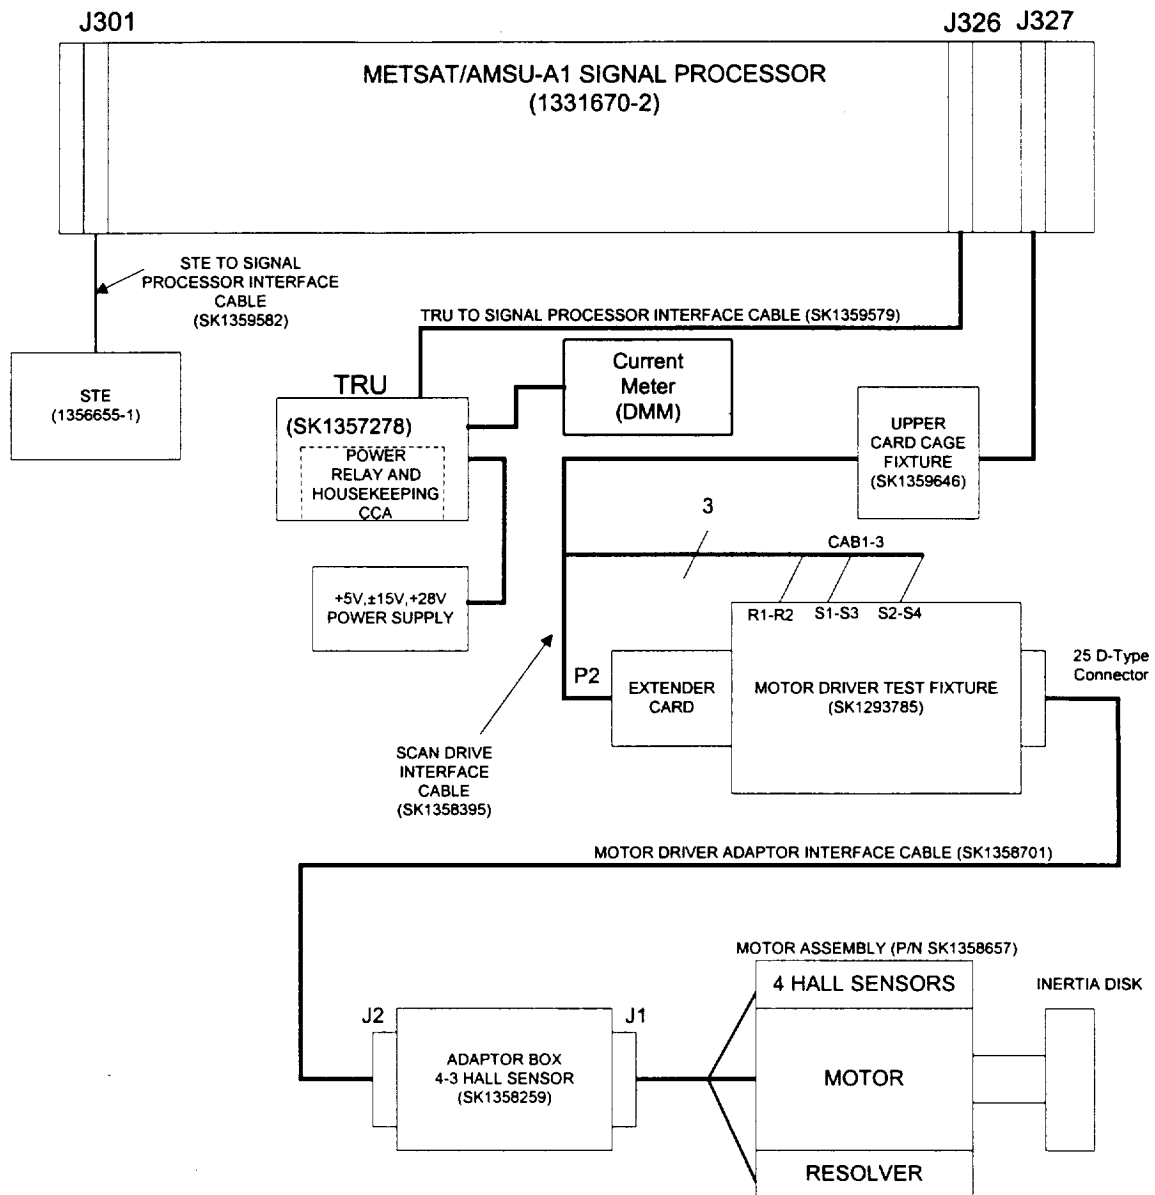 J301
J326
J327
METSAT/AMSU-A1 SIGNAL PROCESSOR
(1331670-2)
STE TO SIGNAL
PROCESSOR INTERFACE
CABLE
(SK1359582)
TRU TO SIGNAL PROCESSOR INTERFACE CABLE (SK1359579)
STE
(1356655-1)
TRU
(SK1357278)
POWER
RELAY AND
HOUSEKEEPING
CCA
Current
Meter
(DMM)
UPPER
CARD CAGE
FIXTURE
(SK1359646)
3
CAB1-3
+5V,±15V,+28V
POWER SUPPLY
R1-R2
S1-S3
S2-S4
P2
EXTENDER
CARD
MOTOR DRIVER TEST FIXTURE
(SK1293785)
25 D-Type
Connector
SCAN DRIVE
INTERFACE
CABLE
(SK1358395)
MOTOR DRIVER ADAPTOR INTERFACE CABLE (SK1358701)
MOTOR ASSEMBLY (P/N SK1358657)
4 HALL SENSORS
INERTIA DISK
J2
J1
ADAPTOR BOX
4-3 HALL SENSOR
(SK1358259)
MOTOR
RESOLVER